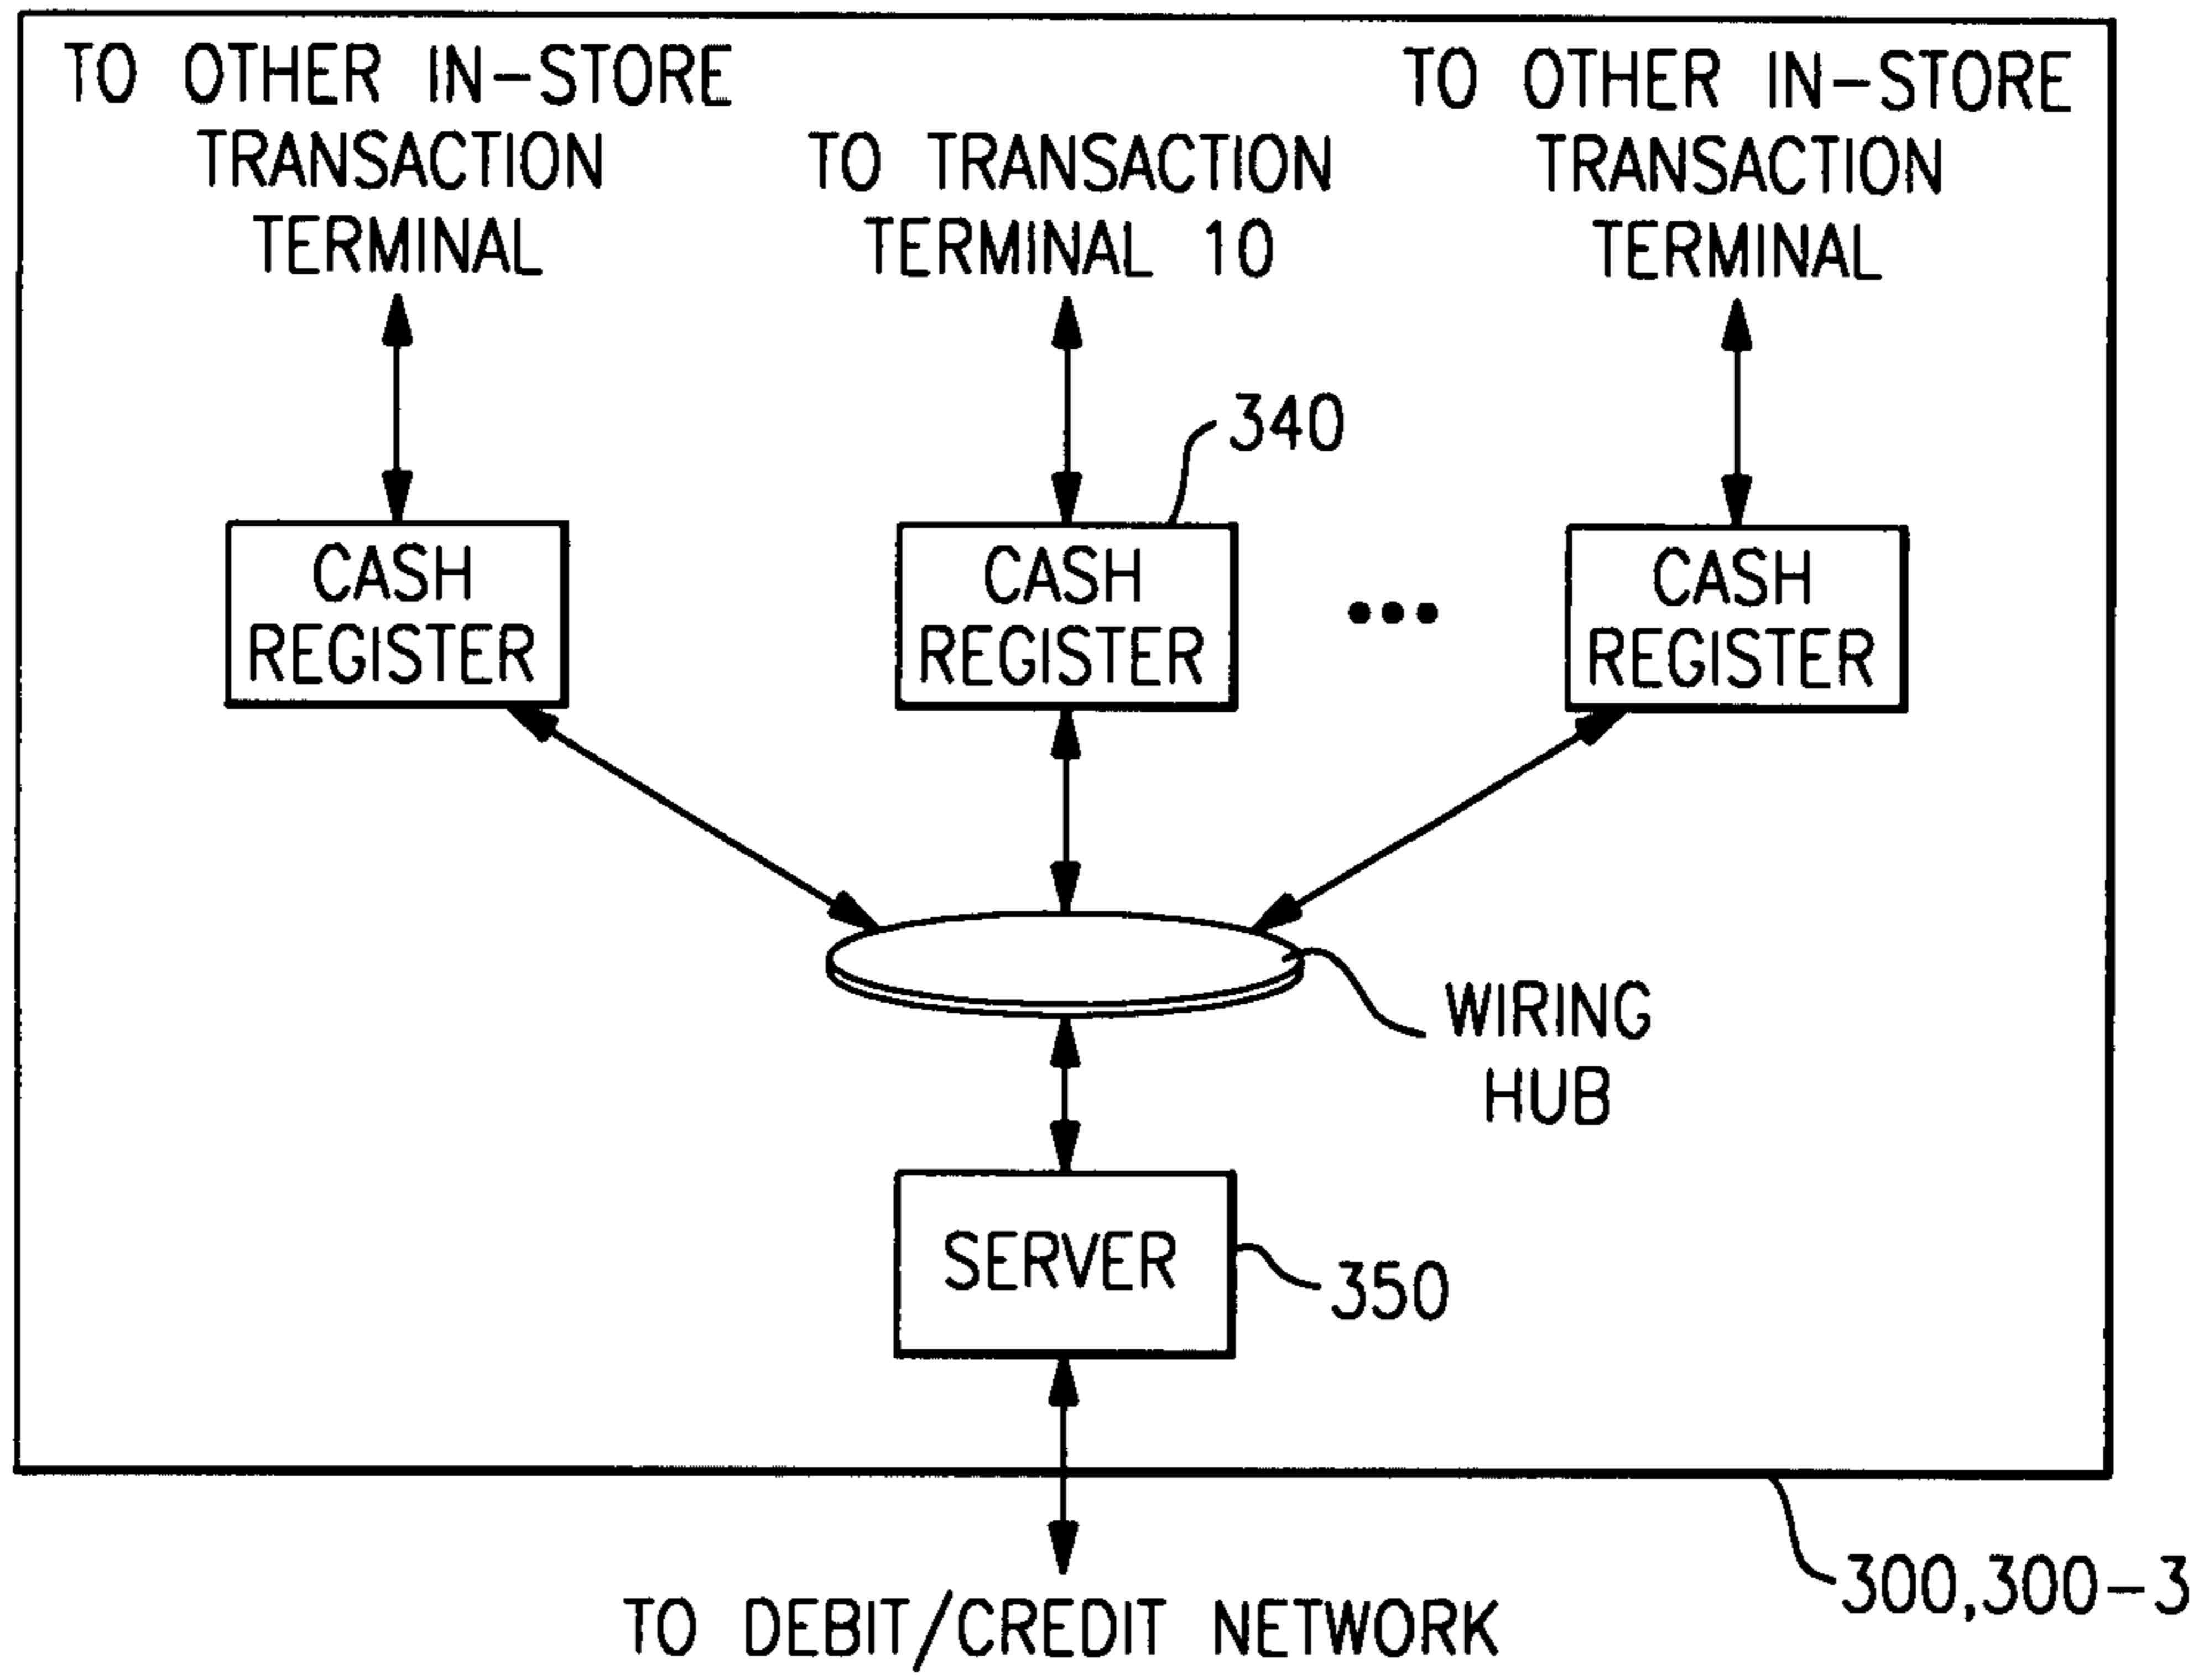 TO OTHER IN-STORE
TRANSACTION
TERMINAL
TO TRANSACTION
TERMINAL 10
TO OTHER IN-STORE
TRANSACTION
TERMINAL
340
CASH
REGISTER
CASH
REGISTER
CASH
REGISTER
WIRING
HUB
SERVER
350
300,300-3
TO DEBIT/CREDIT NETWORK